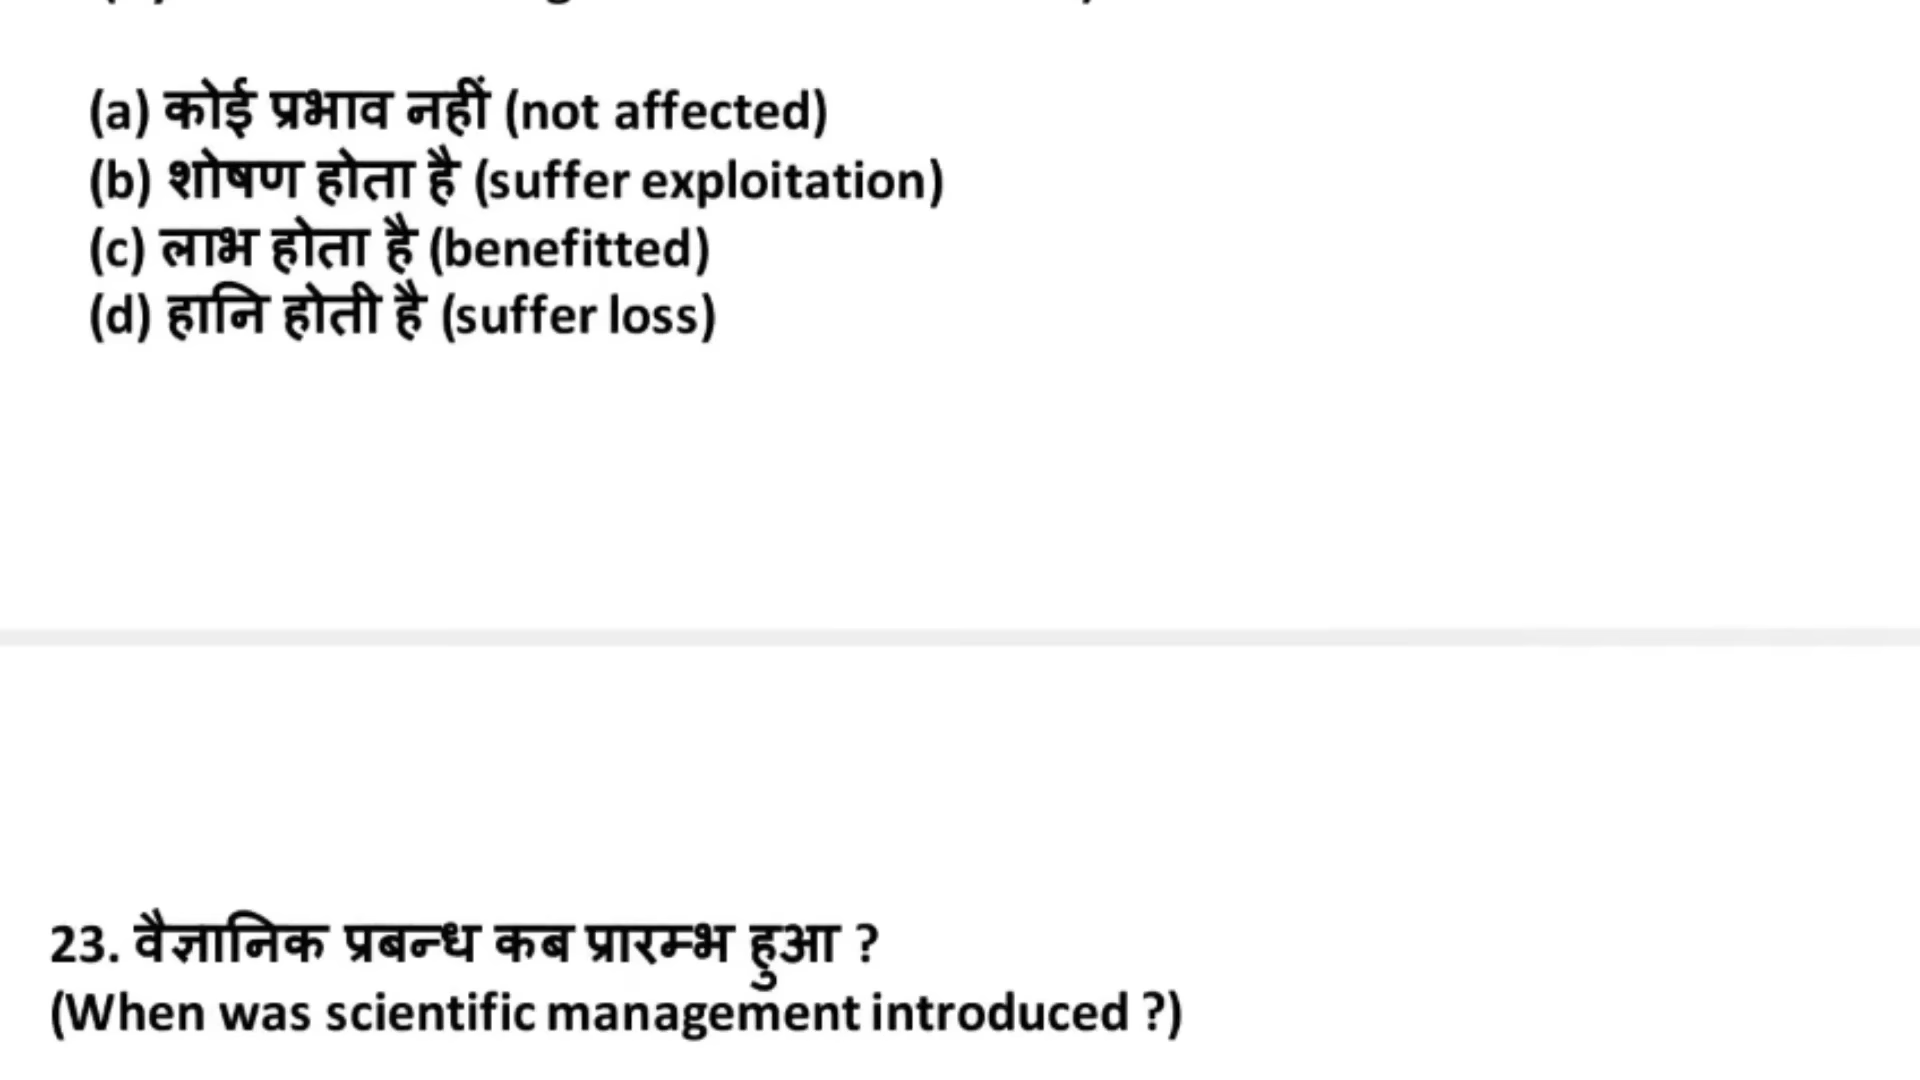 (a) कोई प्रभाव नहीं (not affected)
(b) शोषण होता है (suffer exploitation)
(c) लाभ होता है (benefitted)
(d) हानि होती है (suffer loss)
23. वैज्ञानिक प्रबन्ध कब प्रारम्भ हुआ ?
(When was scientific management introduced ?)